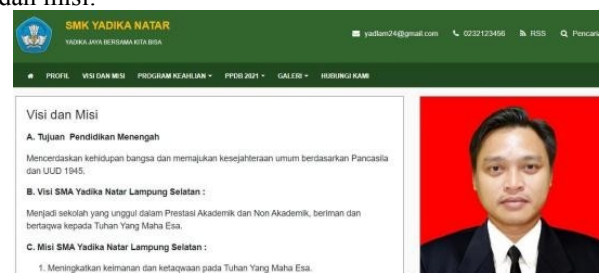 dan misi.
SMK YADIKA NATAR
YADIKA JAYA BERSAMA KITA BISA
yadlam24@gmail.com 0232123456 RSS Pencaria
PROFIL VISI DAN MISI PROGRAM KEAHLIAN PPDB 2021 GALERI HUBUNGI KAMI
Visi dan Misi
A. Tujuan Pendidikan Menengah
Mencerdaskan kehidupan bangsa dan memajukan kesejahteraan umum berdasarkan Pancasila
dan UUD 1945.
B. Visi SMA Yadika Natar Lampung Selatan :
Menjadi sekolah yang unggul dalam Prestasi Akademik dan Non Akademik, beriman dan
bertaqwa kepada Tuhan Yang Maha Esa.
C. Misi SMA Yadika Natar Lampung Selatan :
1. Meningkatkan keimanan dan ketaqwaan pada Tuhan Yang Maha Esa.